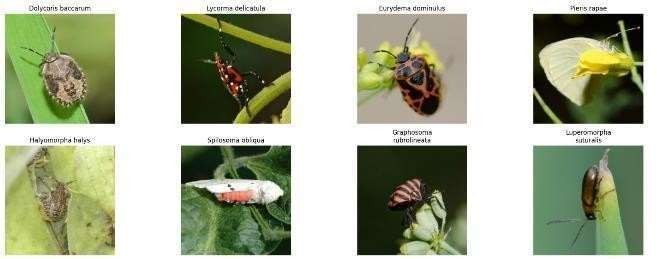 Dolycoris baccarum
Lycorma delicatula
Eurydema dominulus
Pieris rapae
Halyomorpha halys
Spilosoma obliqua
Graphosoma
rubrolineata
Luperomorpha
suturalis